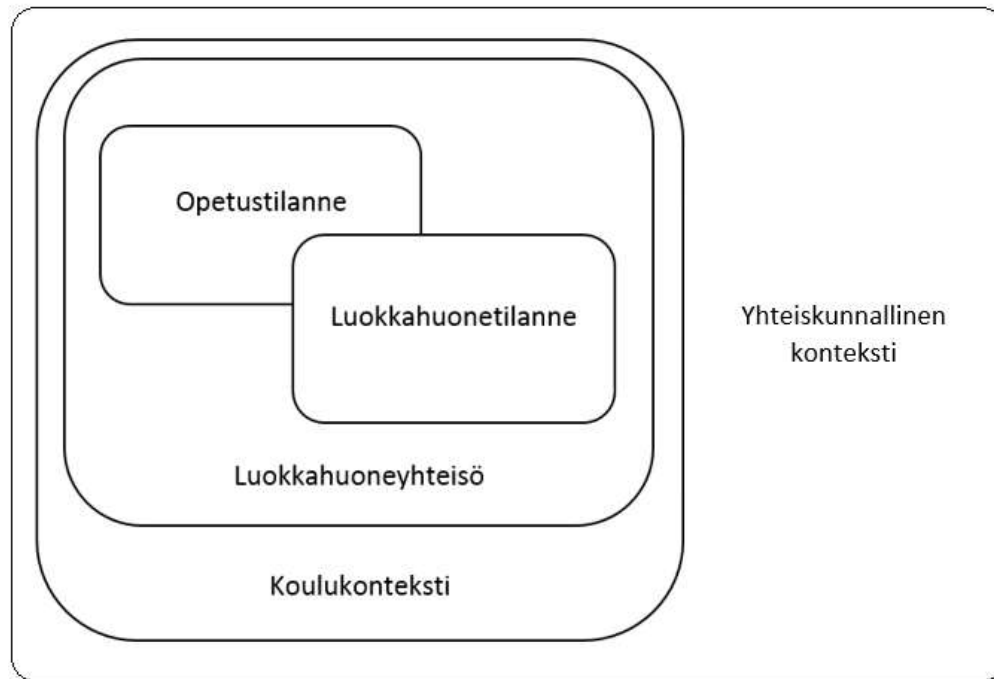 Opetustilanne
Luokkahuonetilanne
Yhteiskunnallinen
konteksti
Luokkahuoneyhteisö
Koulukonteksti